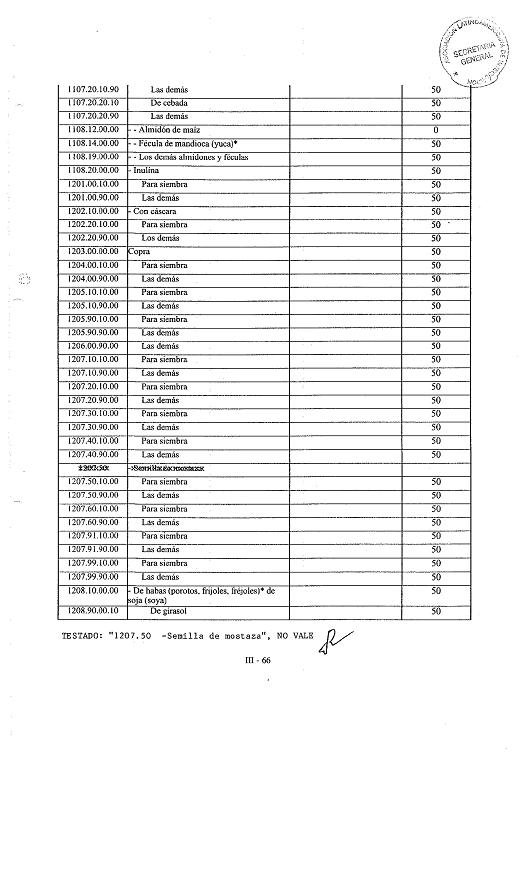 ASOCIACION LATINOAMERICANA DE INTEGRACION
SECRETARIA
GENERAL
1107.20.10.90 Las demás 50
1107.20.20.10 De cebada 50
1107.20.20.90 Las demás 50
1108.12.00.00 - - Almidón de maíz 0
1108.14.00.00 - - Fécula de mandioca (yuca)* 50
1108.19.00.00 - - Los demás almidones y féculas 50
1108.20.00.00 - Inulina 50
1201.00.10.00 Para siembra 50
1201.00.90.00 Las demás 50
1202.10.00.00 - Con cáscara 50
1202.20.10.00 Para siembra 50
1202.20.90.00 Los demás 50
1203.00.00.00 Copra 50
1204.00.10.00 Para siembra 50
1204.00.90.00 Las demás 50
1205.10.10.00 Para siembra 50
1205.10.90.00 Las demás 50
1205.90.10.00 Para siembra 50
1205.90.90.00 Las demás 50
1206.00.90.00 Las demás 50
1207.10.10.00 Para siembra 50
1207.10.90.00 Las demás 50
1207.20.10.00 Para siembra 50
1207.20.90.00 Las demás 50
1207.30.10.00 Para siembra 50
1207.30.90.00 Las demás 50
1207.40.10.00 Para siembra 50
1207.40.90.00 Las demás 50
1207.50 -Semilla de mostaza
1207.50.10.00 Para siembra 50
1207.50.90.00 Las demás 50
1207.60.10.00 Para siembra 50
1207.60.90.00 Las demás 50
1207.91.10.00 Para siembra 50
1207.91.90.00 Las demás 50
1207.99.10.00 Para siembra 50
1207.99.90.00 Las demás 50
1208.10.00.00 - De habas (porotos, frijoles, fréjoles)* de 50
soja (soya)
1208.90.00.10 De girasol 50
TESTADO: "1207.50 -Semilla de mostaza", NO VALE
III - 66